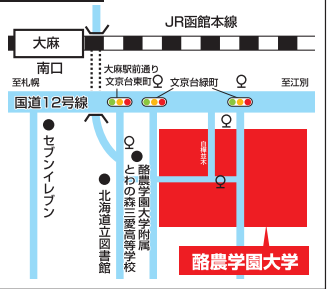 JR函館本線
大麻
南口
大麻駅前通り
文京台東町
文京台緑町
至札幌
至江別
国道12号線
セブンイレブン
北海道立図書館
酪農学園大学附属
とわの森三愛高等学校
白樺並木
酪農学園大学